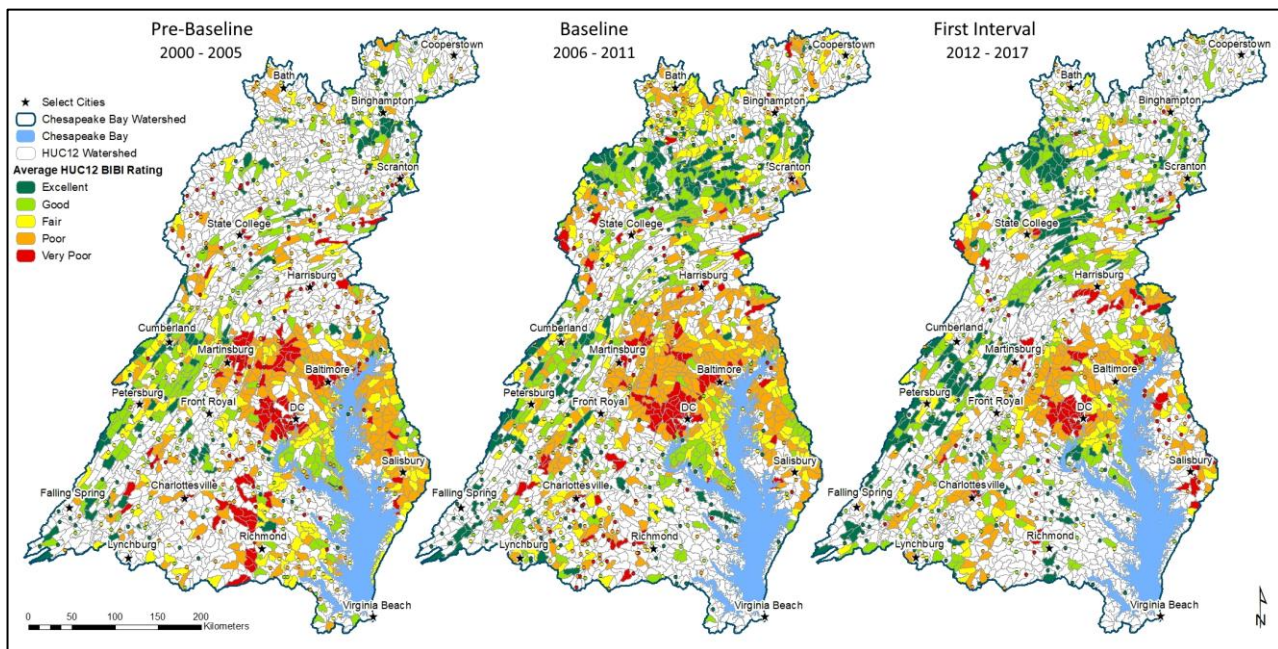 Pre-Baseline
2000 - 2005
Cooperstown
Bath
Binghampton
Scranton
State College
Harrisburg
Cumberland
Martinsburg
Baltimore
Petersburg
Front Royal
DC
Salisbury
Charlottesville
Falling Spring
Richmond
Lynchburg
Virginia Beach
Select Cities
Chesapeake Bay Watershed
Chesapeake Bay
HUC12 Watershed
Average HUC12 BIBI Rating
Excellent
Good
Fair
Poor
Very Poor
0 50 100 150 200
Kilometers
Baseline
2006 - 2011
Cooperstown
Bath
Binghampton
Scranton
State College
Harrisburg
Cumberland
Martinsburg
Baltimore
Petersburg
Front Royal
DC
Salisbury
Charlottesville
Falling Spring
Richmond
Lynchburg
Virginia Beach
First Interval
2012 - 2017
Cooperstown
Bath
Binghampton
Scranton
State College
Harrisburg
Cumberland
Martinsburg
Baltimore
Petersburg
Front Royal
DC
Salisbury
Charlottesville
Falling Spring
Richmond
Lynchburg
Virginia Beach
N